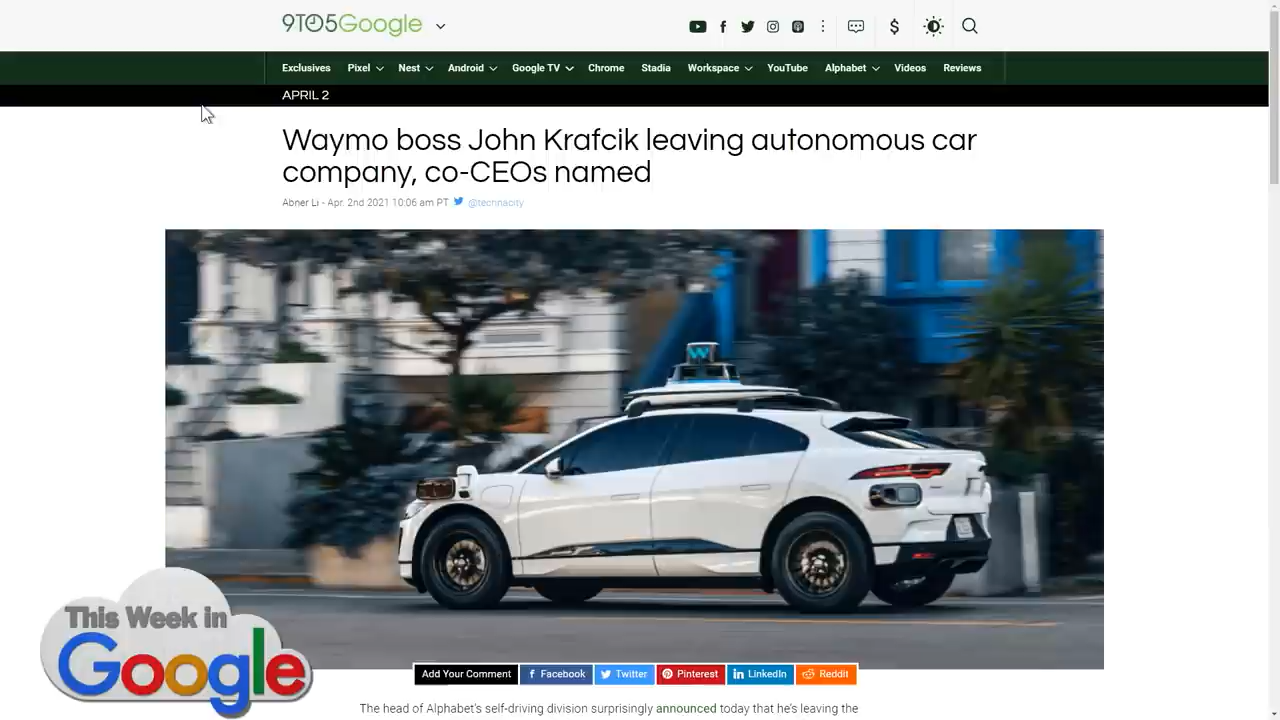 9TO5Google
Exclusives Pixel Nest Android Google TV Chrome Stadia Workspace YouTube Alphabet Videos Reviews
APRIL 2
Waymo boss John Krafcik leaving autonomous car
company, co-CEOs named
Abner Li - Apr. 2nd 2021 10:06 am PT @technacity
W
This Week in
Google
Add Your Comment Facebook Twitter Pinterest LinkedIn Reddit
The head of Alphabet's self-driving division surprisingly announced today that he's leaving the